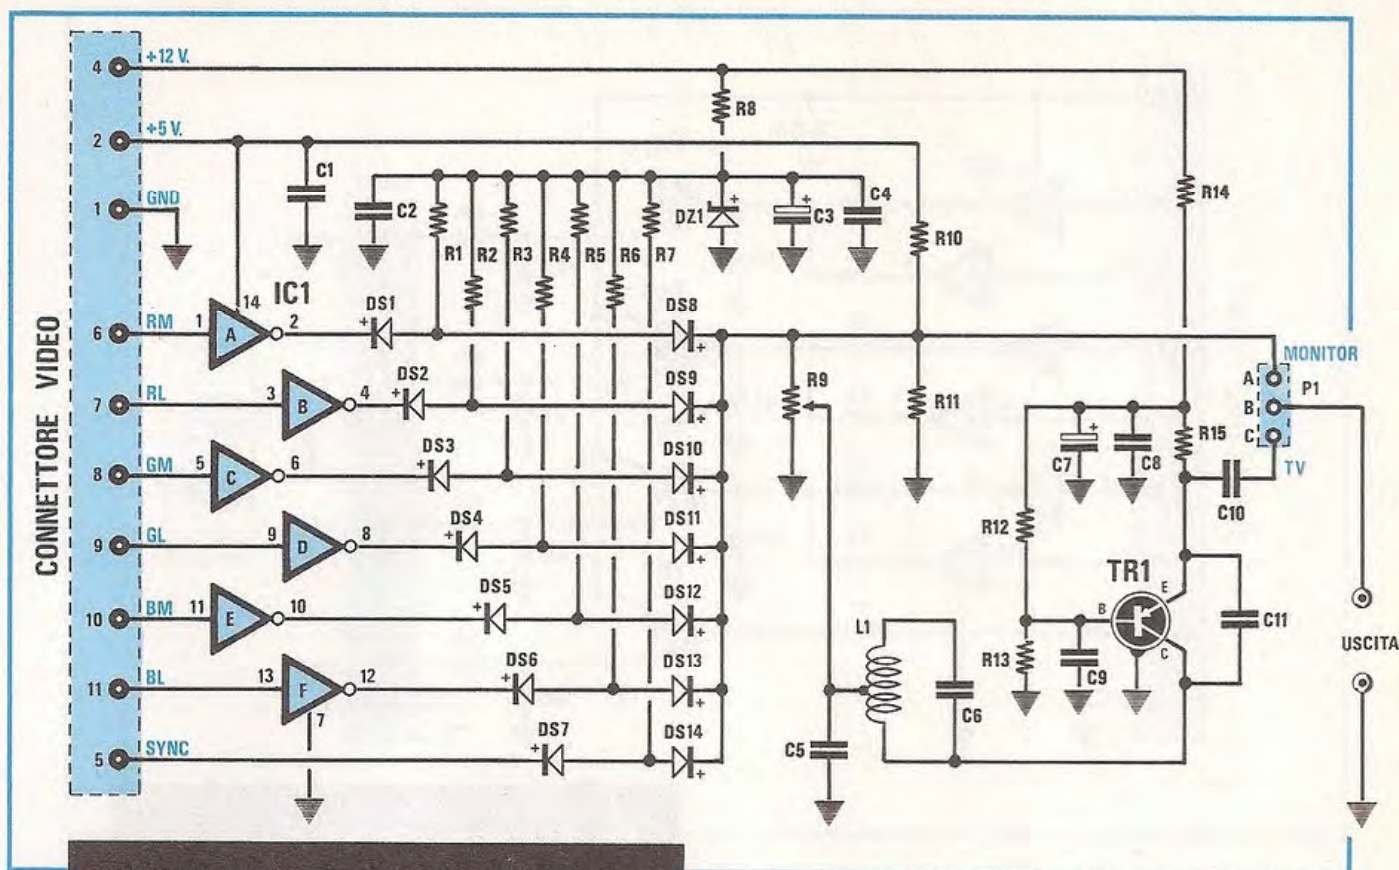 CONNETTORE VIDEO
4 +12 V.
2 +5 V.
1 GND
6 RM
7 RL
8 GM
9 GL
10 BM
11 BL
5 SYNC
IC1
14
1 A 2
3 B 4
5 C 6
9 D 8
11 E 10
13 F 12
7
C1
C2
R1
R2
R3
R4
R5
R6
R7
R8
DZ1 +
+ C3
C4
R10
R14
+ DS1
+ DS2
+ DS3
+ DS4
+ DS5
+ DS6
+ DS7
DS8 +
DS9 +
DS10 +
DS11 +
DS12 +
DS13 +
DS14 +
R9
R11
C5
L1
C6
R12
R13
C7 +
C8
C9
R15
C10
TR1
B
E
C
C11
MONITOR
A
B
C
P1
TV
USCITA